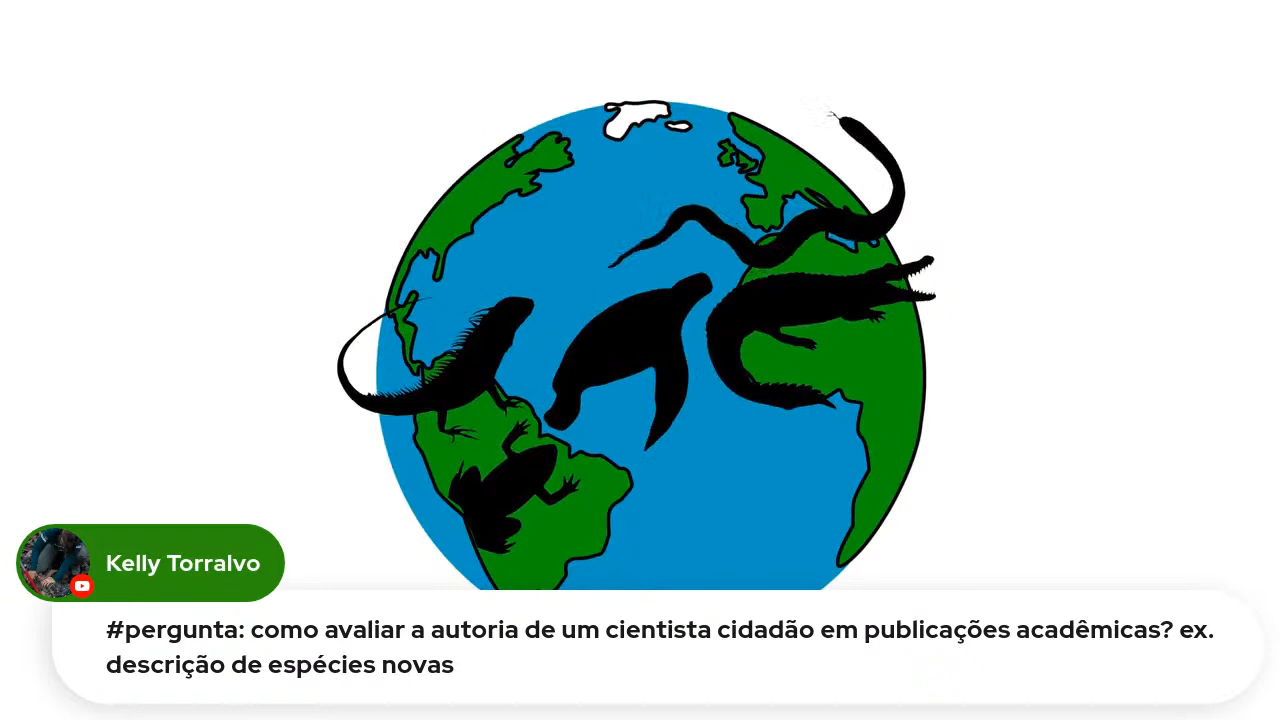 Kelly Torralvo
#pergunta: como avaliar a autoria de um cientista cidadão em publicações acadêmicas? ex.
descrição de espécies novas